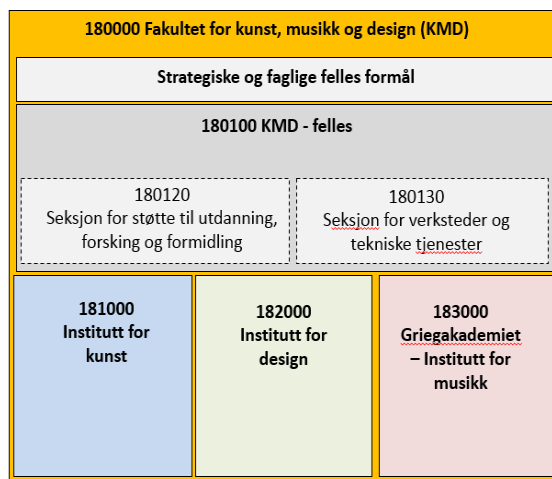 180000 Fakultet for kunst, musikk og design (KMD)
Strategiske og faglige felles formål
180100 KMD - felles
180120
Seksjon for støtte til utdanning,
forsking og formidling
180130
Seksjon for verksteder og
tekniske tjenester
181000
Institutt for
kunst
182000
Institutt for
design
183000
Griegakademiet
– Institutt for
musikk